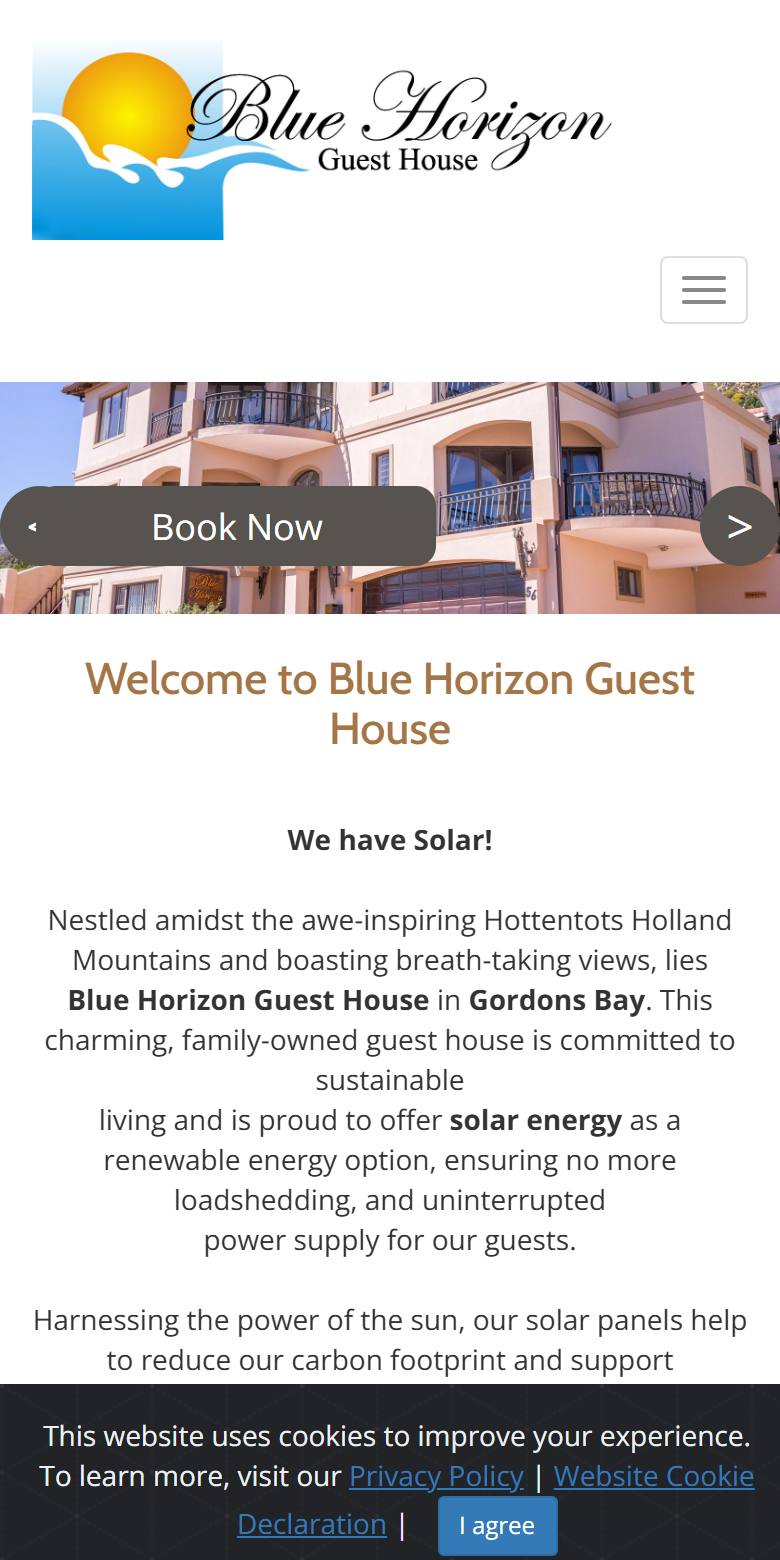 Blue Horizon
Guest House
< Book Now >
Blue
Horizon
56
Welcome to Blue Horizon Guest
House
We have Solar!
Nestled amidst the awe-inspiring Hottentots Holland
Mountains and boasting breath-taking views, lies
Blue Horizon Guest House in Gordons Bay. This
charming, family-owned guest house is committed to
sustainable
living and is proud to offer solar energy as a
renewable energy option, ensuring no more
loadshedding, and uninterrupted
power supply for our guests.
Harnessing the power of the sun, our solar panels help
to reduce our carbon footprint and support
This website uses cookies to improve your experience.
To learn more, visit our Privacy Policy | Website Cookie
Declaration | I agree